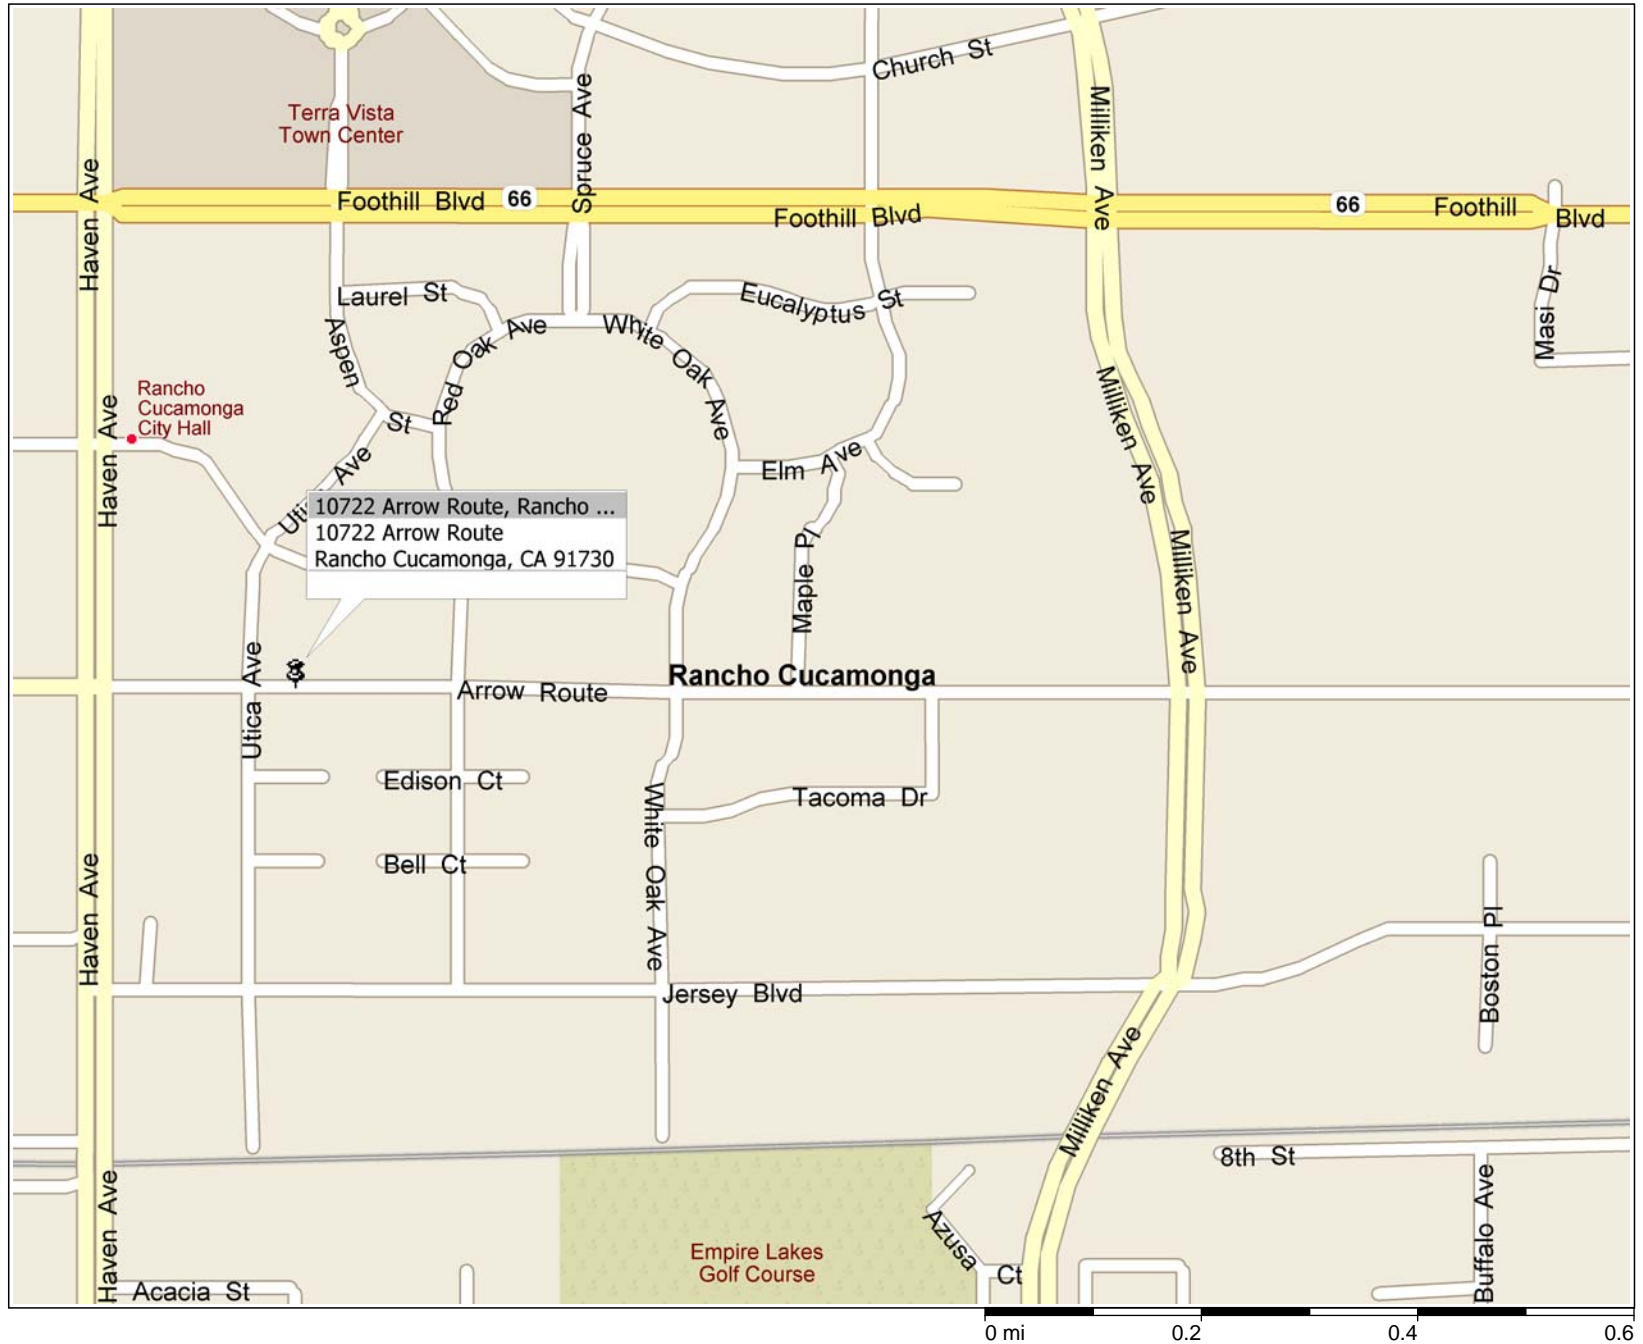 Church St
Spruce Ave
Milliken Ave
Terra Vista
Town Center
Haven Ave
Foothill Blvd
66
Foothill Blvd
66
Foothill Blvd
Masi Dr
Laurel St
Eucalyptus St
Red Oak Ave
White Oak Ave
Aspen St
Rancho
Cucamonga
City Hall
Haven Ave
Milliken Ave
Elm Ave
Utica Ave
10722 Arrow Route, Rancho ...
10722 Arrow Route
Rancho Cucamonga, CA 91730
Maple Pl
Milliken Ave
Utica Ave
Arrow Route
Rancho Cucamonga
Edison Ct
Tacoma Dr
White Oak Ave
Bell Ct
Haven Ave
Boston Pl
Jersey Blvd
Milliken Ave
8th St
Haven Ave
Azusa Ct
Buffalo Ave
Empire Lakes
Golf Course
Acacia St
0 mi 0.2 0.4 0.6